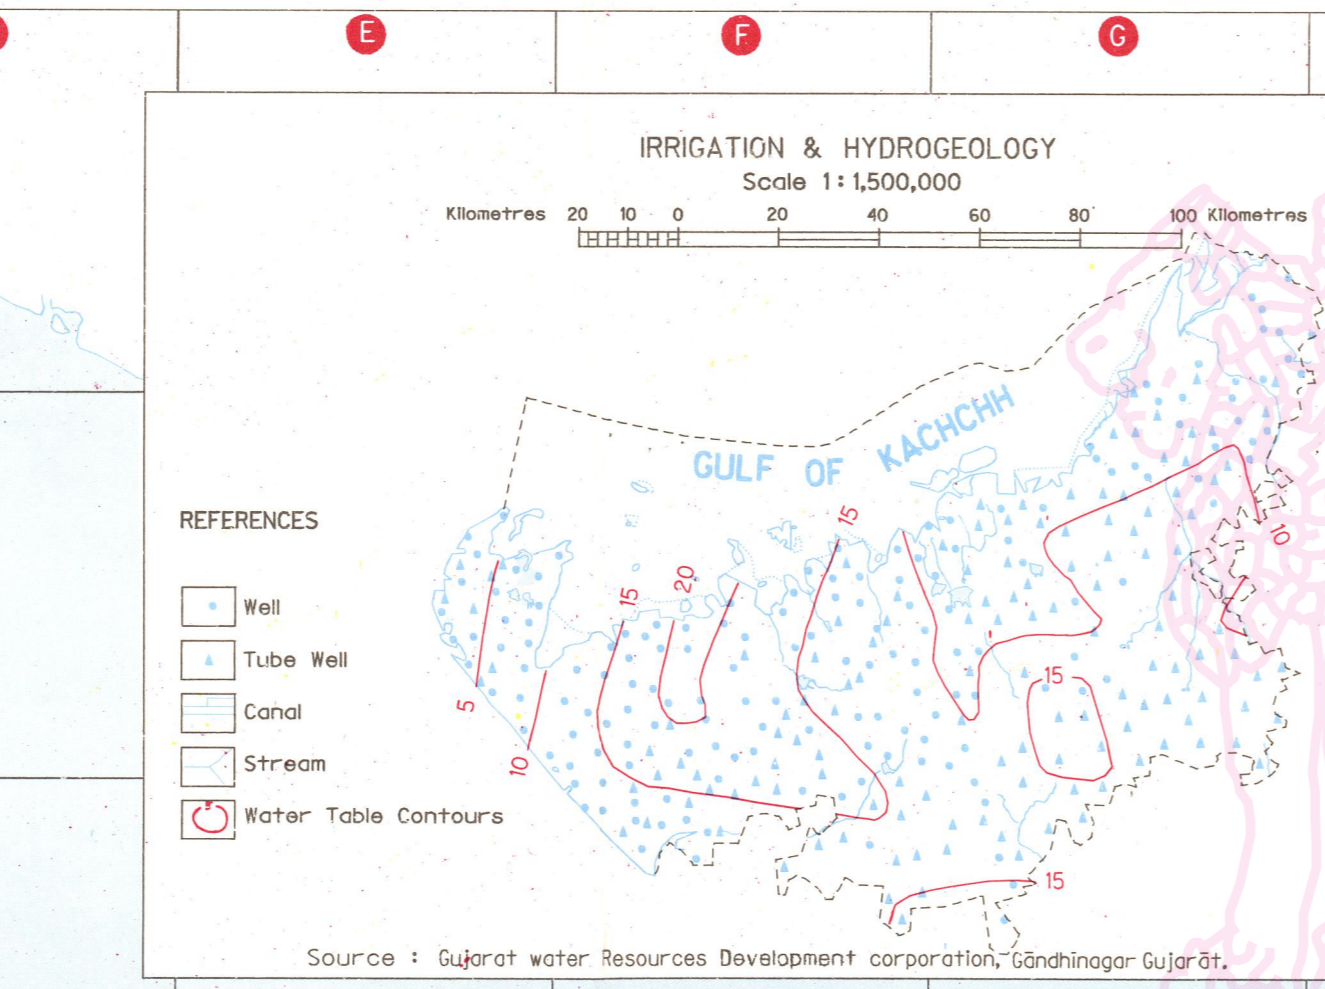 E
F
G
IRRIGATION & HYDROGEOLOGY
Scale 1:1,500,000
Kilometres 20 10 0 20 40 60 80 100 Kilometres
GULF OF KACHCHH
REFERENCES
Well
Tube Well
Canal
Stream
Water Table Contours
5
10
15
20
15
10
15
15
Source : Gujarat water Resources Development corporation, Gāndhinagar Gujarāt.